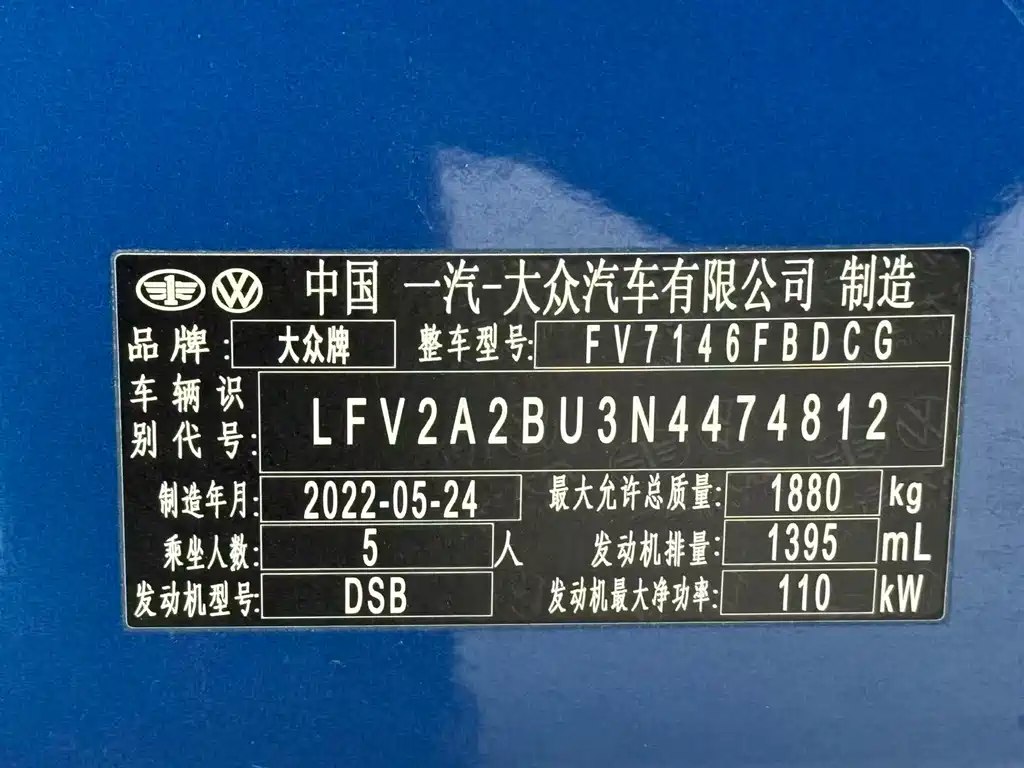 中国 一汽-大众汽车有限公司 制造
品牌: 大众牌 整车型号: FV7146FBDCG
车辆识别代号: LFV2A2BU3N4474812
制造年月: 2022-05-24 最大允许总质量: 1880 kg
乘坐人数: 5 人 发动机排量: 1395 mL
发动机型号: DSB 发动机最大净功率: 110 kW